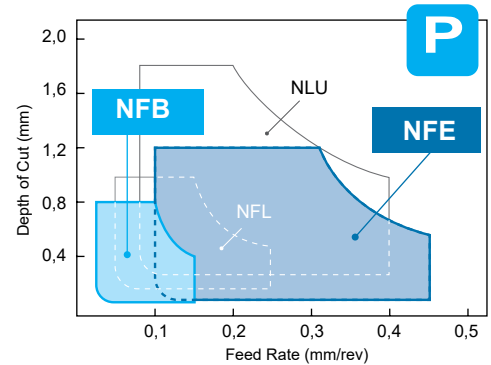 P
2,0
1,6
1,2
0,8
0,4
Depth of Cut (mm)
NLU
NFB
NFE
NFL
0,1 0,2 0,3 0,4 0,5
Feed Rate (mm/rev)